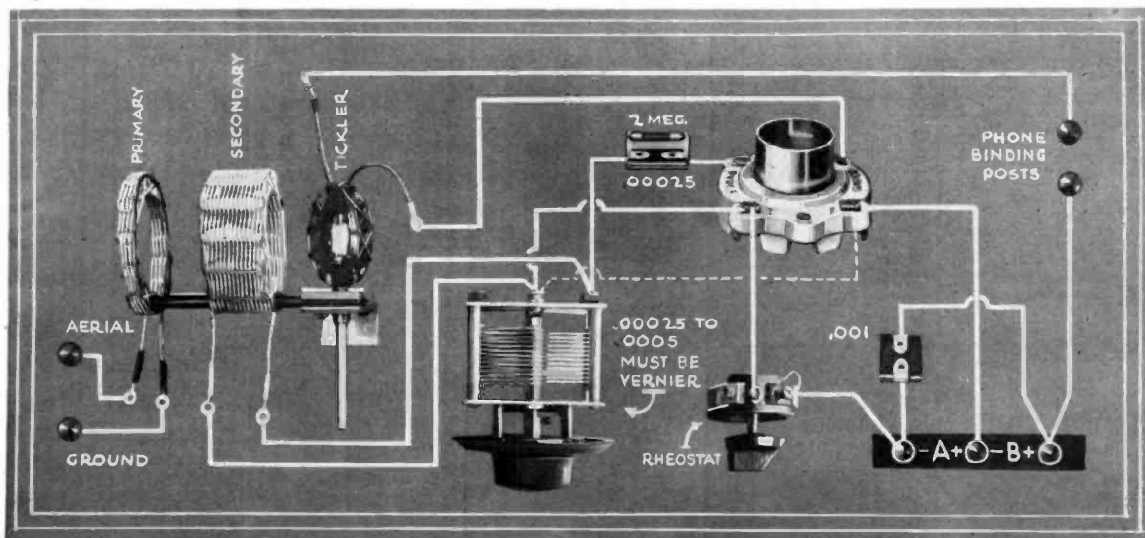 PRIMARY
SECONDARY
TICKLER
2 MEG.
.00025
PHONE
BINDING
POSTS
AERIAL
GROUND
.00025 TO
.0005
MUST BE
VERNIER
RHEOSTAT
.001
-A+
-B+